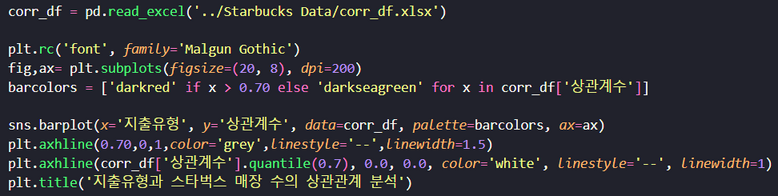 corr_df = pd.read_excel('../Starbucks Data/corr_df.xlsx')
plt.rc('font', family='Malgun Gothic')
fig,ax= plt.subplots(figsize=(20, 8), dpi=200)
barcolors = ['darkred' if x > 0.70 else 'darkseagreen' for x in corr_df['상관계수']]
sns.barplot(x='지출유형', y='상관계수', data=corr_df, palette=barcolors, ax=ax)
plt.axhline(0.70,0,1,color='grey',linestyle='--',linewidth=1.5)
plt.axhline(corr_df['상관계수'].quantile(0.7), 0.0, 0.0, color='white', linestyle='--', linewidth=1)
plt.title('지출유형과 스타벅스 매장 수의 상관관계 분석')